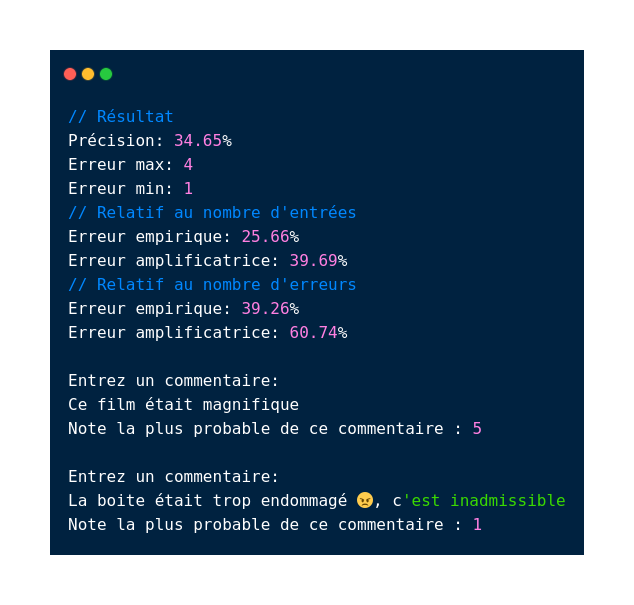 // Résultat
Précision: 34.65%
Erreur max: 4
Erreur min: 1
// Relatif au nombre d'entrées
Erreur empirique: 25.66%
Erreur amplificatrice: 39.69%
// Relatif au nombre d'erreurs
Erreur empirique: 39.26%
Erreur amplificatrice: 60.74%
Entrez un commentaire:
Ce film était magnifique
Note la plus probable de ce commentaire : 5
Entrez un commentaire:
La boite était trop endommagé 😠, c'est inadmissible
Note la plus probable de ce commentaire : 1